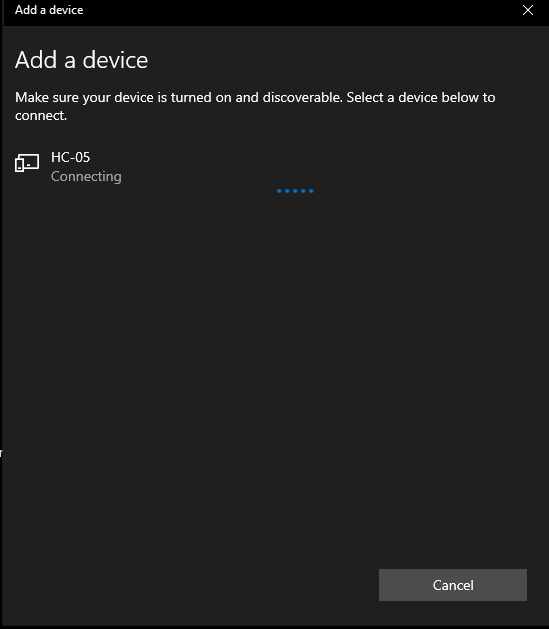 Add a device
Add a device
Make sure your device is turned on and discoverable. Select a device below to
connect.
HC-05
Connecting
Cancel